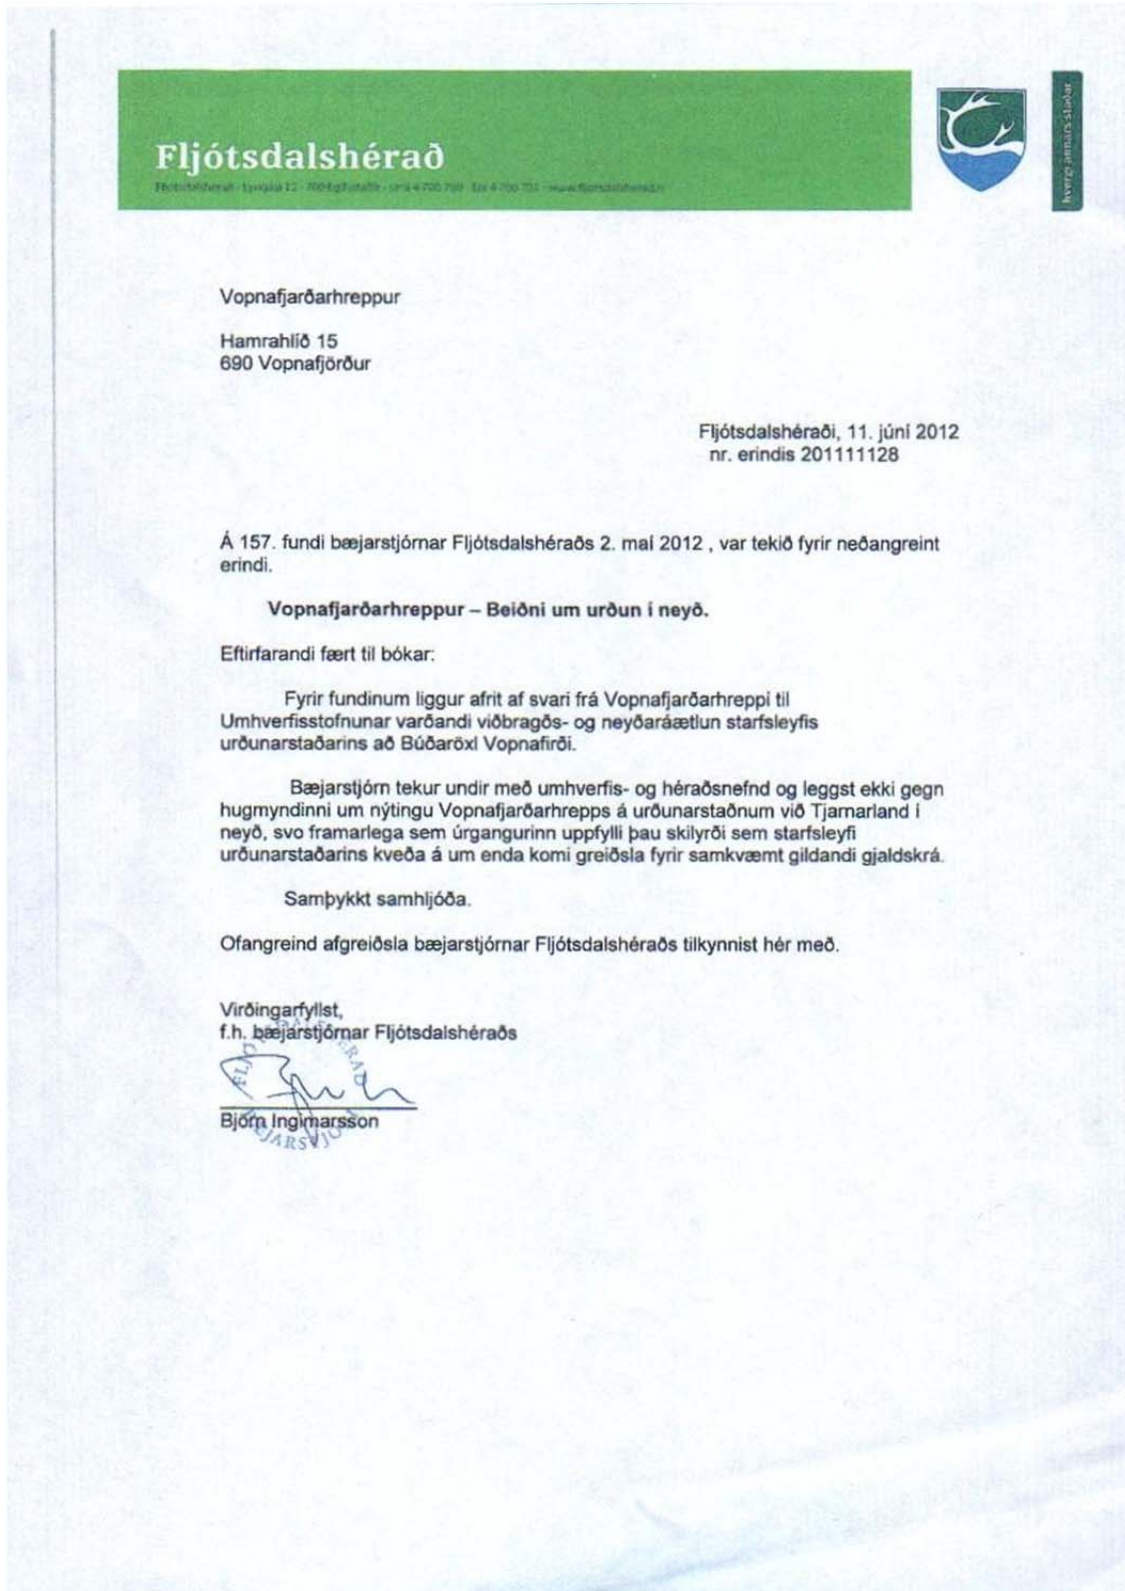 Fljótsdalshérað
hvergi annars staðar
Vopnafjarðarhreppur
Hamrahlíð 15
690 Vopnafjörður
Fljótsdalshéraði, 11. júní 2012
nr. erindis 201111128
Á 157. fundi bæjarstjórnar Fljótsdalshéraðs 2. maí 2012 , var tekið fyrir neðangreint
erindi.
Vopnafjarðarhreppur – Beiðni um urðun í neyð.
Eftirfarandi fært til bókar:
Fyrir fundinum liggur afrit af svari frá Vopnafjarðarhreppi til
Umhverfisstofnunar varðandi viðbragðs- og neyðaráætlun starfsleyfis
urðunarstaðarins að Búðaröxl Vopnafirði.
Bæjarstjórn tekur undir með umhverfis- og héraðsnefnd og leggst ekki gegn
hugmyndinni um nýtingu Vopnafjarðarhrepps á urðunarstaðnum við Tjarnarland í
neyð, svo framarlega sem úrgangurinn uppfylli þau skilyrði sem starfsleyfi
urðunarstaðarins kveða á um enda komi greiðsla fyrir samkvæmt gildandi gjaldskrá.
Samþykkt samhljóða.
Ofangreind afgreiðsla bæjarstjórnar Fljótsdalshéraðs tilkynnist hér með.
Virðingarfyllst,
f.h. bæjarstjórnar Fljótsdalshéraðs
Björn Ingimarsson